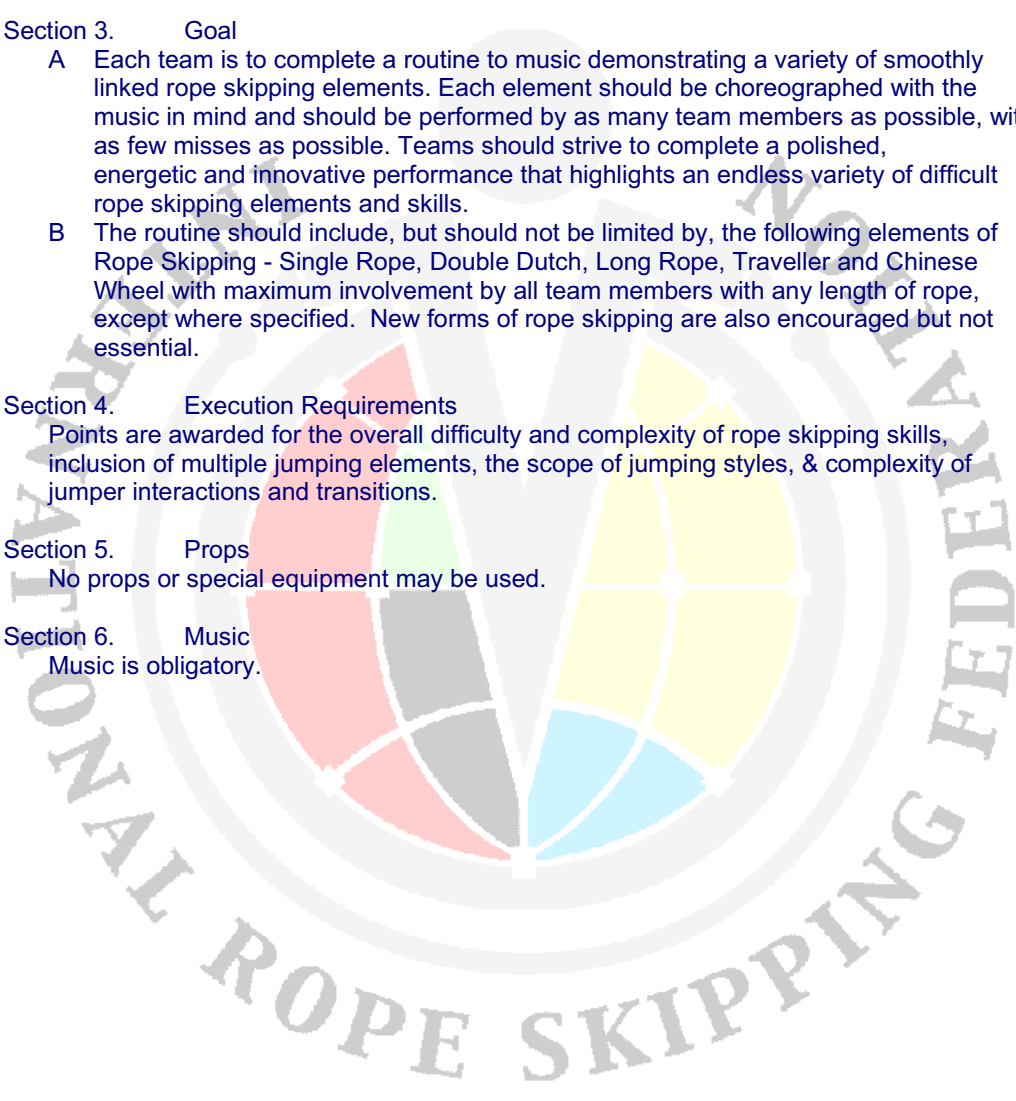 Section 3. Goal
A Each team is to complete a routine to music demonstrating a variety of smoothly
linked rope skipping elements. Each element should be choreographed with the
music in mind and should be performed by as many team members as possible, wit
as few misses as possible. Teams should strive to complete a polished,
energetic and innovative performance that highlights an endless variety of difficult
rope skipping elements and skills.
B The routine should include, but should not be limited by, the following elements of
Rope Skipping - Single Rope, Double Dutch, Long Rope, Traveller and Chinese
Wheel with maximum involvement by all team members with any length of rope,
except where specified. New forms of rope skipping are also encouraged but not
essential.
Section 4. Execution Requirements
Points are awarded for the overall difficulty and complexity of rope skipping skills,
inclusion of multiple jumping elements, the scope of jumping styles, & complexity of
jumper interactions and transitions.
Section 5. Props
No props or special equipment may be used.
Section 6. Music
Music is obligatory.
INTERNATIONAL ROPE SKIPPING FEDERATION